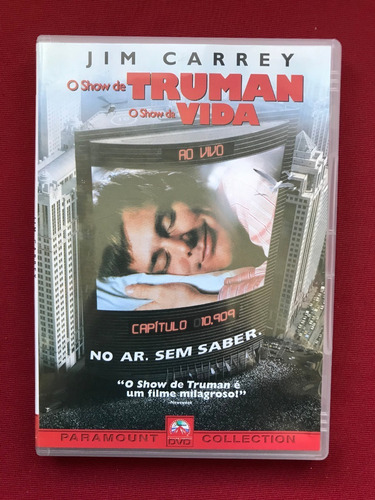 JIM CARREY
O Show de TRUMAN
O Show da VIDA
AO VIVO
CAPÍTULO 10.909
NO AR. SEM SABER.
“O Show de Truman é
um filme milagroso!”
PARAMOUNT DVD COLLECTION